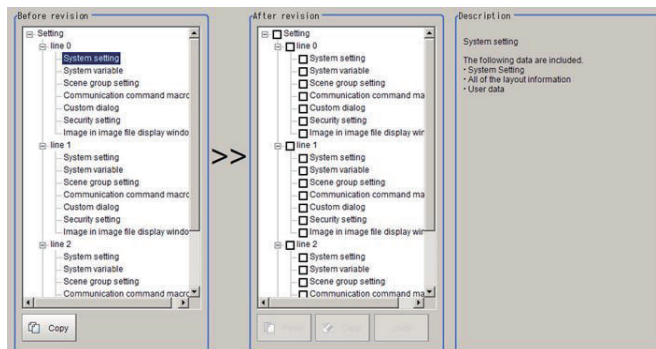 Before revision
Setting
line 0
System setting
System variable
Scene group setting
Communication command macro
Custom dialog
Security setting
Image in image file display windo
line 1
System setting
System variable
Scene group setting
Communication command macro
Custom dialog
Security setting
Image in image file display windo
line 2
System setting
System variable
Scene group setting
Communication command macro
Copy
>>
After revision
Setting
line 0
System setting
System variable
Scene group setting
Communication command ma
Custom dialog
Security setting
Image in image file display wir
line 1
System setting
System variable
Scene group setting
Communication command ma
Custom dialog
Security setting
Image in image file display wir
line 2
System setting
System variable
Scene group setting
Communication command ma
Description
System setting
The following data are included.
・System Setting
・All of the layout information
・User data